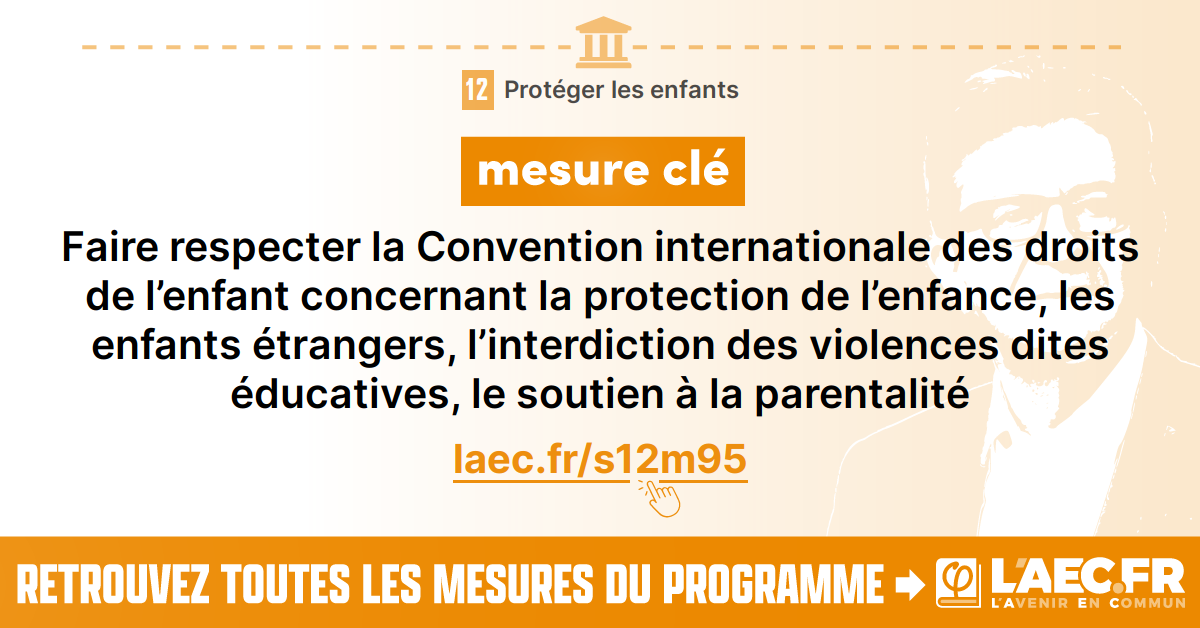 12 Protéger les enfants
mesure clé
Faire respecter la Convention internationale des droits
de l’enfant concernant la protection de l’enfance, les
enfants étrangers, l’interdiction des violences dites
éducatives, le soutien à la parentalité
laec.fr/s12m95
RETROUVEZ TOUTES LES MESURES DU PROGRAMME
φ L'AEC.FR
L'AVENIR EN COMMUN